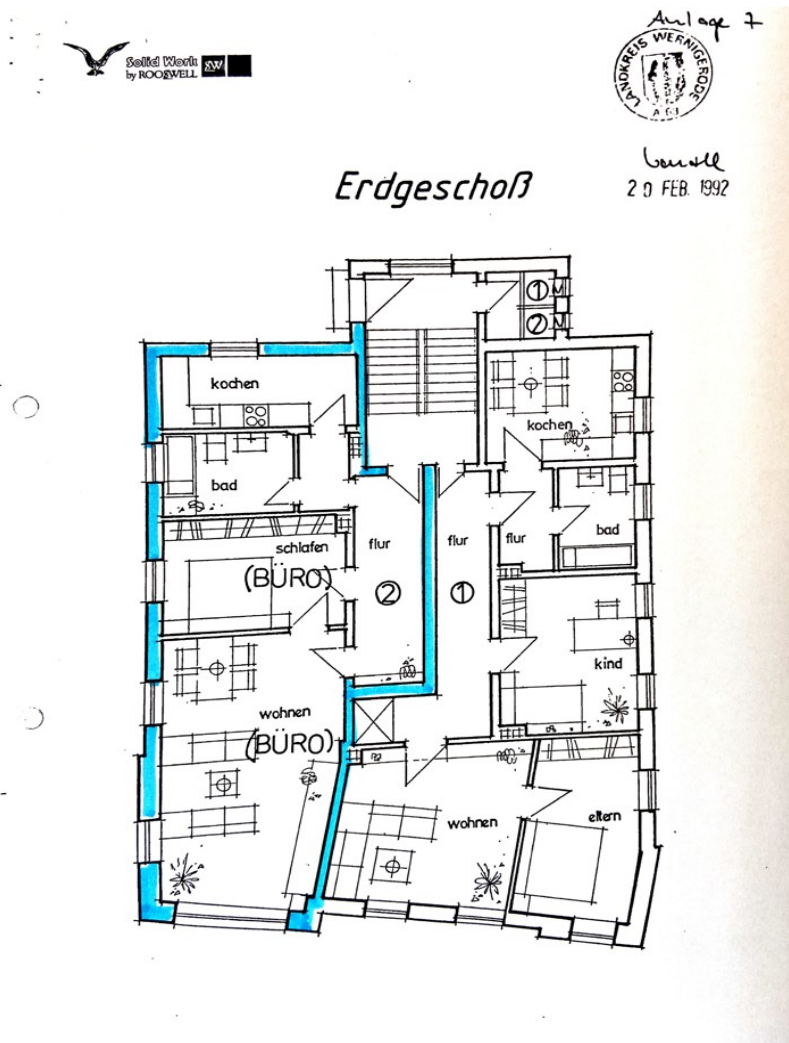 Anlage 7
Solid Work
by ROOSWELL SW
LANDKREIS WERNIGERODE
20 FEB. 1992
Erdgeschoß
1
2
kochen
kochen
bad
bad
schlafen
(BÜRO)
flur
flur
flur
2
1
kind
wohnen
(BÜRO)
wohnen
eltern